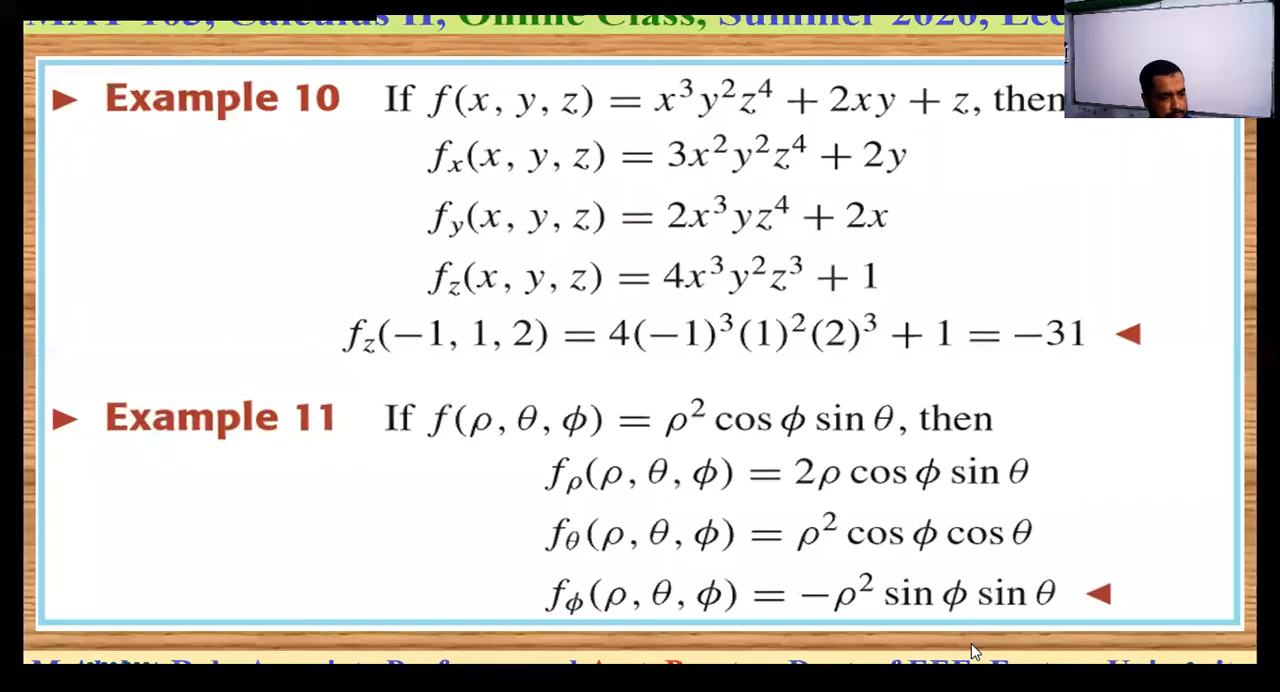 ► Example 10 If f(x, y, z) = x³y²z⁴ + 2xy + z, then
fₓ(x, y, z) = 3x²y²z⁴ + 2y
f_y(x, y, z) = 2x³yz⁴ + 2x
f_z(x, y, z) = 4x³y²z³ + 1
f_z(−1, 1, 2) = 4(−1)³(1)²(2)³ + 1 = −31 ◄
► Example 11 If f(ρ, θ, ϕ) = ρ² cos ϕ sin θ, then
f_ρ(ρ, θ, ϕ) = 2ρ cos ϕ sin θ
f_θ(ρ, θ, ϕ) = ρ² cos ϕ cos θ
f_ϕ(ρ, θ, ϕ) = −ρ² sin ϕ sin θ ◄